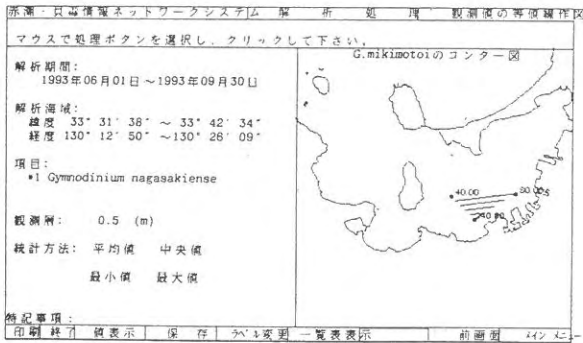 赤潮・貝毒情報ネットワークシステム 解析処理 観測値の等値線作図
マウスで処理ボタンを選択し、クリックして下さい。
G.mikimotoiのコンター図
解析期間:
1993年06月01日~1993年09月30日
解析海域:
緯度 33° 31' 38" ~ 33° 42' 34"
経度 130° 12' 50" ~130° 26' 09"
項目:
*1 Gymnodinium nagasakiense
観測層: 0.5 (m)
統計方法: 平均値 中央値
最小値 最大値
40.00
80.00
40.00
特記事項:
印刷 終了 値表示 保存 ラベル変更 一覧表表示 前画面 メインメニュー